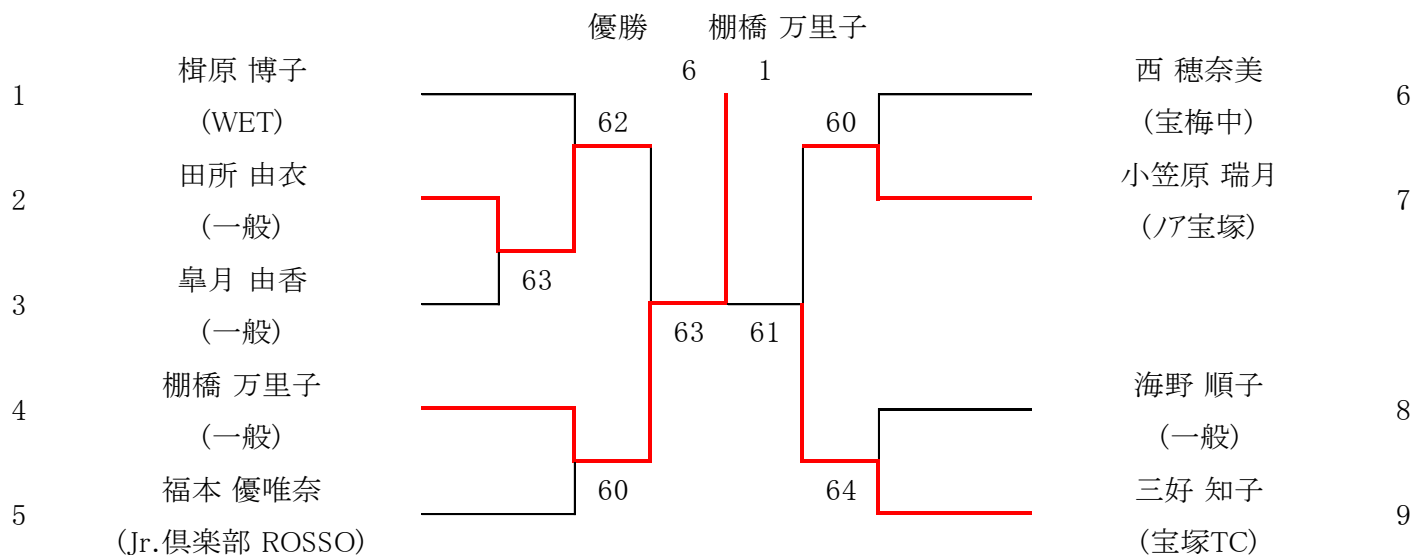 優勝 棚橋 万里子
6 1
1
楫原 博子
(WET)
62
2
田所 由衣
(一般)
63
3
皐月 由香
(一般)
63
61
4
棚橋 万里子
(一般)
60
5
福本 優唯奈
(Jr.倶楽部 ROSSO)
西 穂奈美
(宝梅中)
6
60
小笠原 瑞月
(ノア宝塚)
7
海野 順子
(一般)
8
64
三好 知子
(宝塚TC)
9